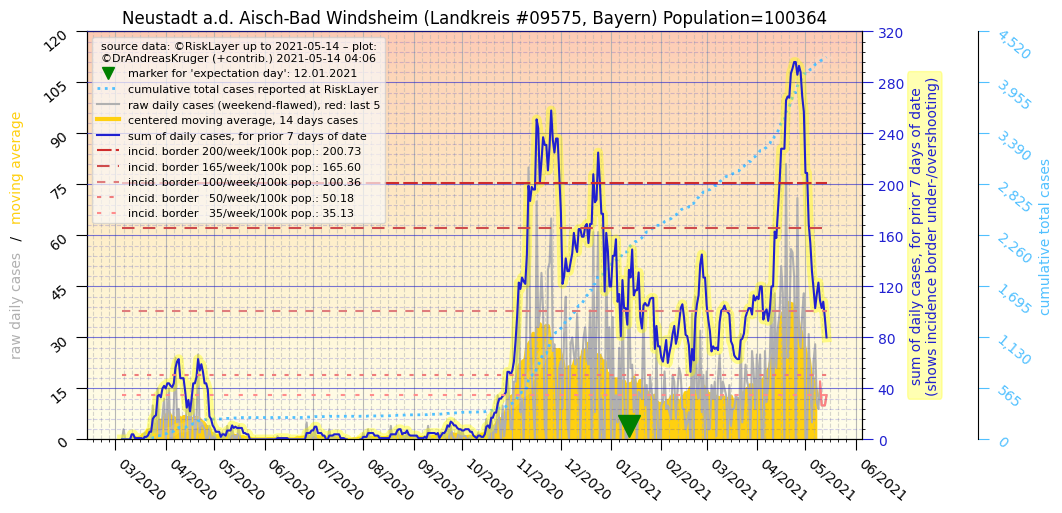 Neustadt a.d. Aisch-Bad Windsheim (Landkreis #09575, Bayern) Population=100364
source data: ©RiskLayer up to 2021-05-14 – plot:
©DrAndreasKruger (+contrib.) 2021-05-14 04:06
marker for 'expectation day': 12.01.2021
cumulative total cases reported at RiskLayer
raw daily cases (weekend-flawed), red: last 5
centered moving average, 14 days cases
sum of daily cases, for prior 7 days of date
incid. border 200/week/100k pop.: 200.73
incid. border 165/week/100k pop.: 165.60
incid. border 100/week/100k pop.: 100.36
incid. border   50/week/100k pop.: 50.18
incid. border   35/week/100k pop.: 35.13
raw daily cases  /  moving average
120
105
90
75
60
45
30
15
0
320
280
240
200
160
120
80
40
0
sum of daily cases, for prior 7 days of date
(shows incidence border under-/overshooting)
4,520
3,955
3,390
2,825
2,260
1,695
1,130
565
0
cumulative total cases
03/2020
04/2020
05/2020
06/2020
07/2020
08/2020
09/2020
10/2020
11/2020
12/2020
01/2021
02/2021
03/2021
04/2021
05/2021
06/2021